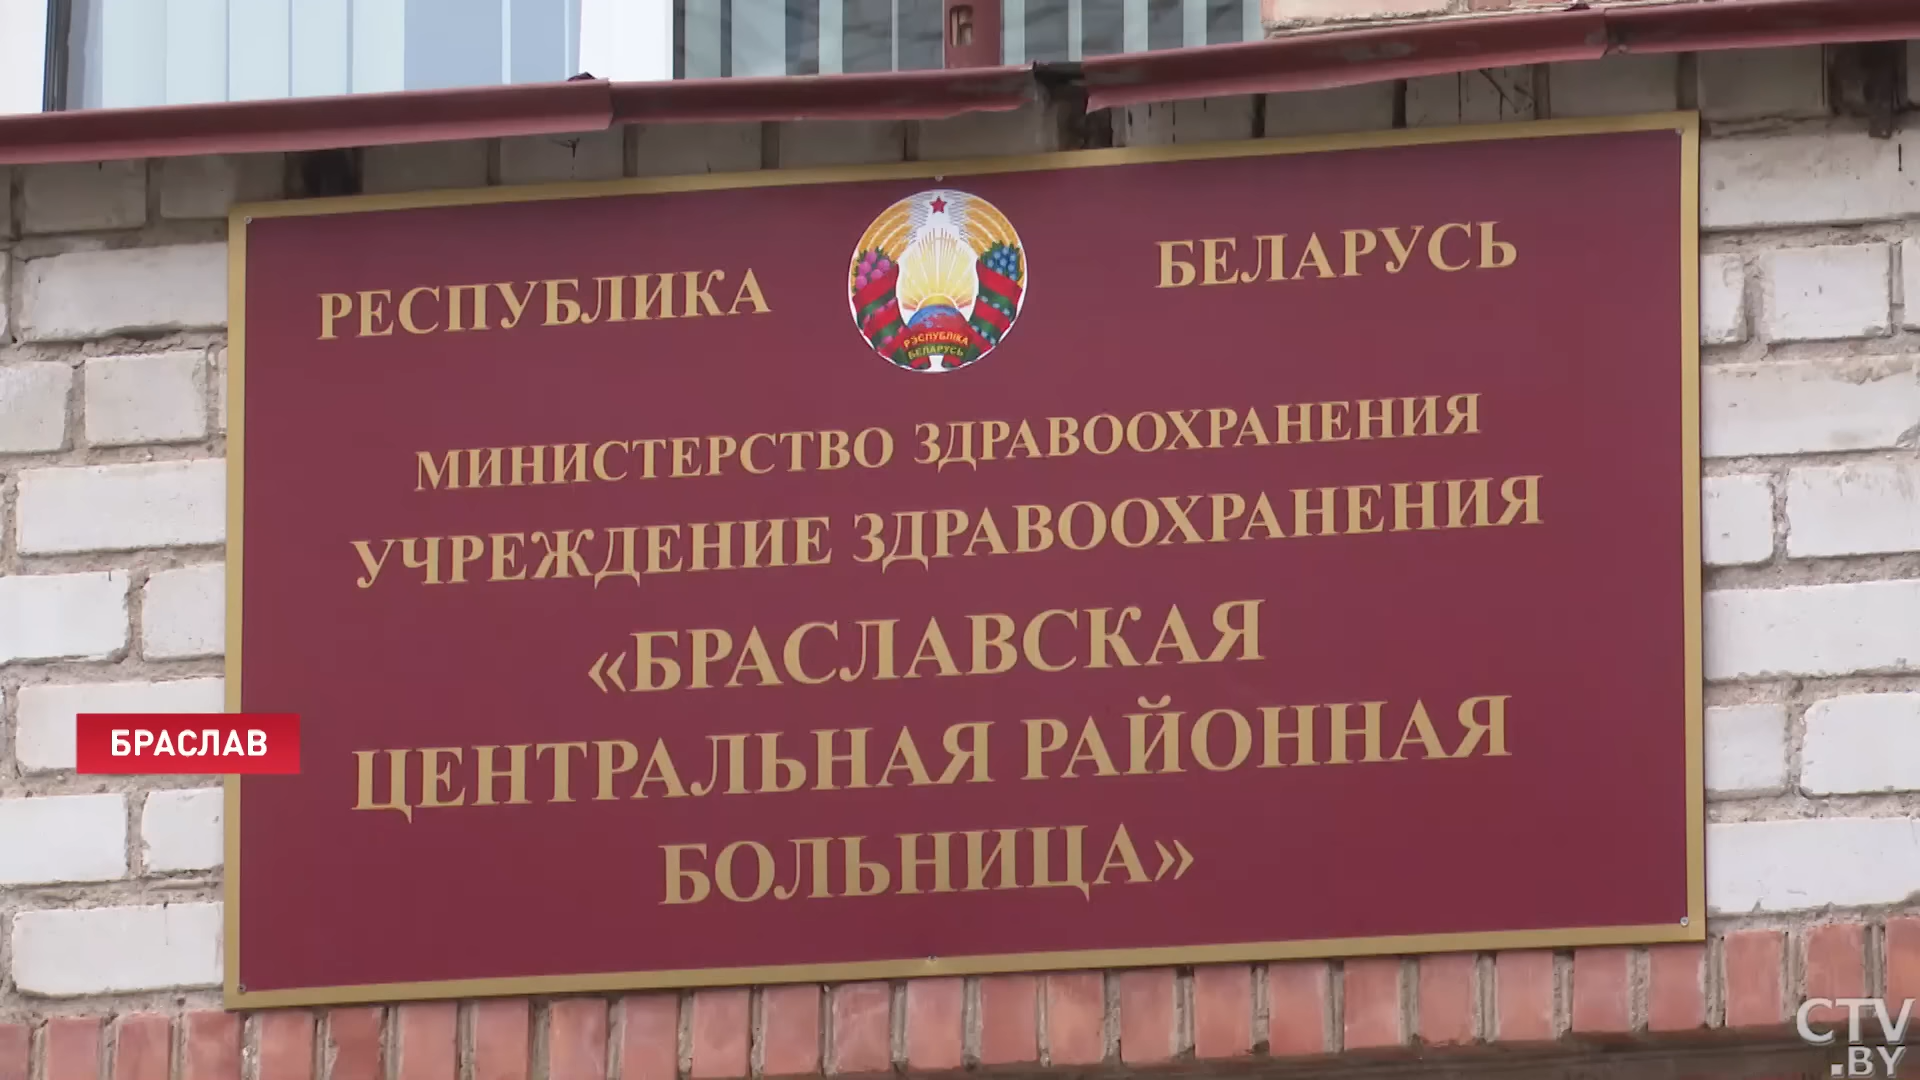 РЕСПУБЛИКА БЕЛАРУСЬ
РЭСПУБЛІКА
БЕЛАРУСЬ
МИНИСТЕРСТВО ЗДРАВООХРАНЕНИЯ
УЧРЕЖДЕНИЕ ЗДРАВООХРАНЕНИЯ
«БРАСЛАВСКАЯ
ЦЕНТРАЛЬНАЯ РАЙОННАЯ
БОЛЬНИЦА»
БРАСЛАВ
CTV
.BY